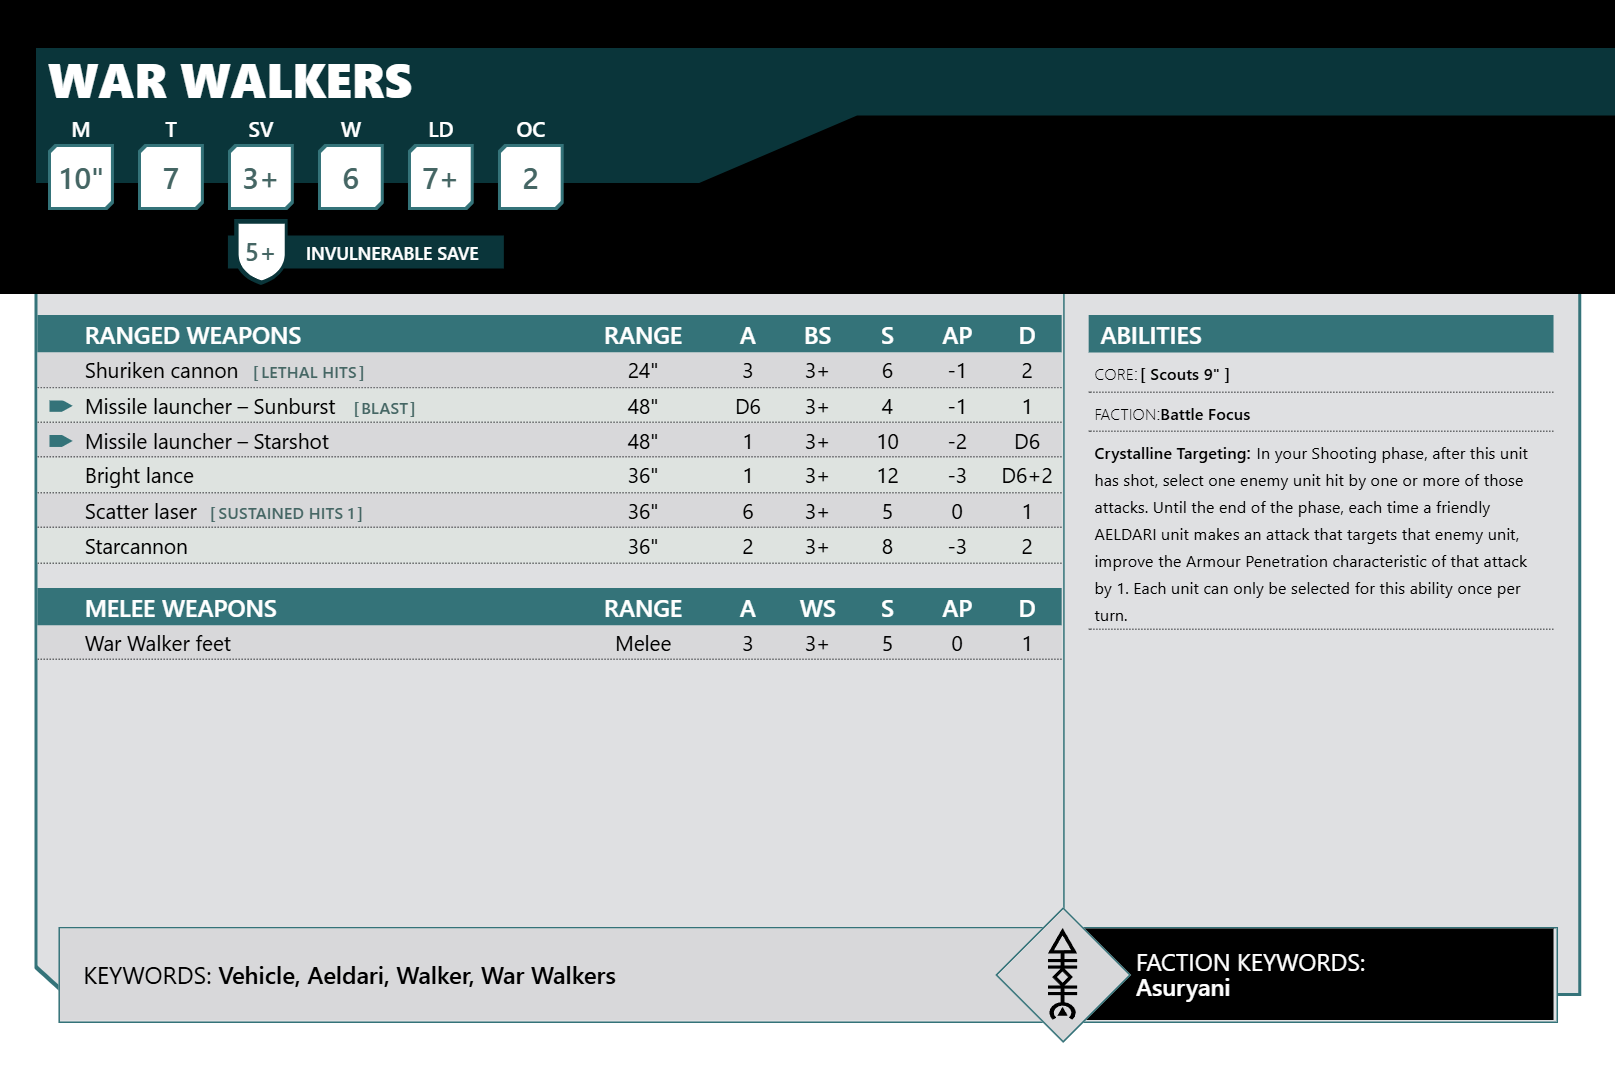 WAR WALKERS
M T SV W LD OC
10" 7 3+ 6 7+ 2
5+ INVULNERABLE SAVE
RANGED WEAPONS RANGE A BS S AP D
Shuriken cannon [LETHAL HITS] 24" 3 3+ 6 -1 2
Missile launcher – Sunburst [BLAST] 48" D6 3+ 4 -1 1
Missile launcher – Starshot 48" 1 3+ 10 -2 D6
Bright lance 36" 1 3+ 12 -3 D6+2
Scatter laser [SUSTAINED HITS 1] 36" 6 3+ 5 0 1
Starcannon 36" 2 3+ 8 -3 2
MELEE WEAPONS RANGE A WS S AP D
War Walker feet Melee 3 3+ 5 0 1
ABILITIES
CORE: [ Scouts 9" ]
FACTION:Battle Focus
Crystalline Targeting: In your Shooting phase, after this unit
has shot, select one enemy unit hit by one or more of those
attacks. Until the end of the phase, each time a friendly
AELDARI unit makes an attack that targets that enemy unit,
improve the Armour Penetration characteristic of that attack
by 1. Each unit can only be selected for this ability once per
turn.
KEYWORDS: Vehicle, Aeldari, Walker, War Walkers
FACTION KEYWORDS:
Asuryani